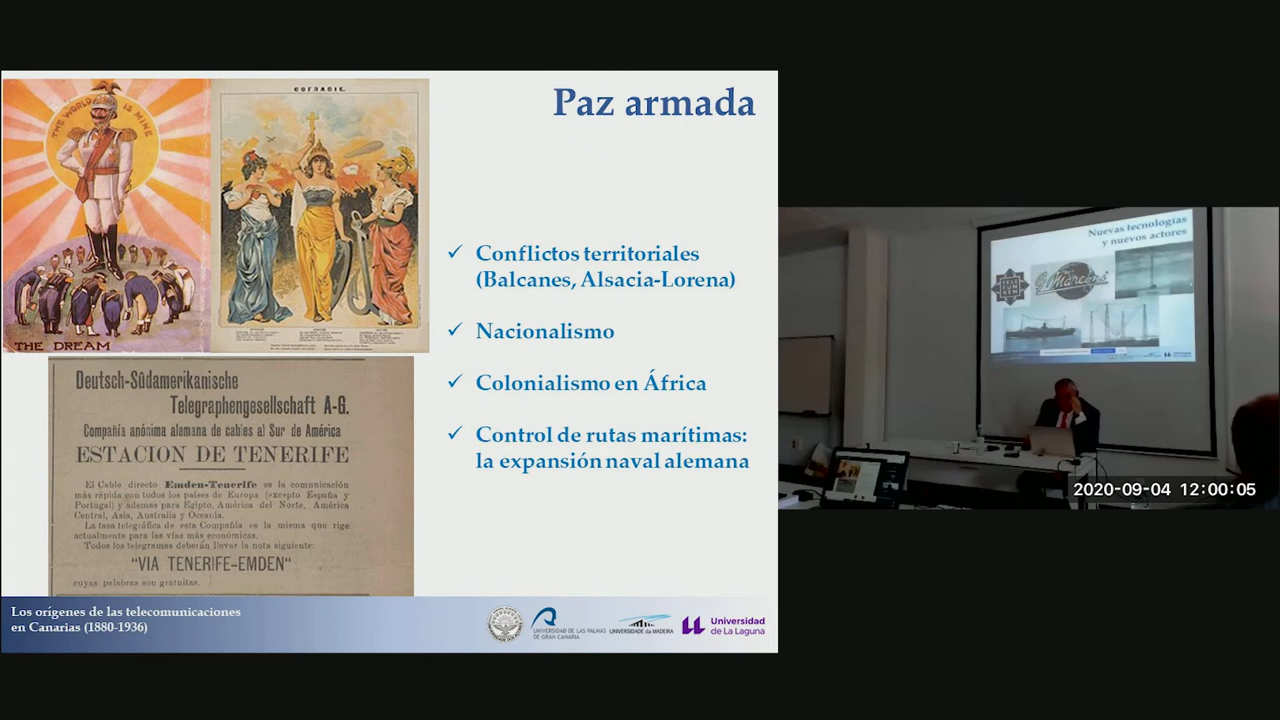 Paz armada
THE WORLD IS MINE
THE DREAM
СОГЛАСІЕ.
✓ Conflictos territoriales
(Balcanes, Alsacia-Lorena)
✓ Nacionalismo
✓ Colonialismo en África
✓ Control de rutas marítimas:
la expansión naval alemana
Deutsch-Südamerikanische
Telegraphengesellschaft A-G.
Compañía anónima alemana de cables al Sur de América
ESTACION DE TENERIFE
El Cable directo Emden-Tenerife es la comunicación
más rápida con todos los países de Europa (excepto España y
Portugal) y ademas para Egipto, América del Norte, América
Central, Asia, Australia y Oceanía.
La tasa telegráfica de esta Compañía es la misma que rige
actualmente para las vías más económicas.
Todos los telegramas deberán llevar la nota siguiente:
"VIA TENERIFE-EMDEN"
cuyas palabras son gratuitas.
Los orígenes de las telecomunicaciones
en Canarias (1880-1936)
UNIVERSIDAD DE LAS PALMAS
DE GRAN CANARIA
UNIVERSIDADE da MADEIRA
Universidad
de La Laguna
Nuevas tecnologías
y nuevos actores
TELE
FUN
KEN
G. Marconi
2020-09-04 12:00:05